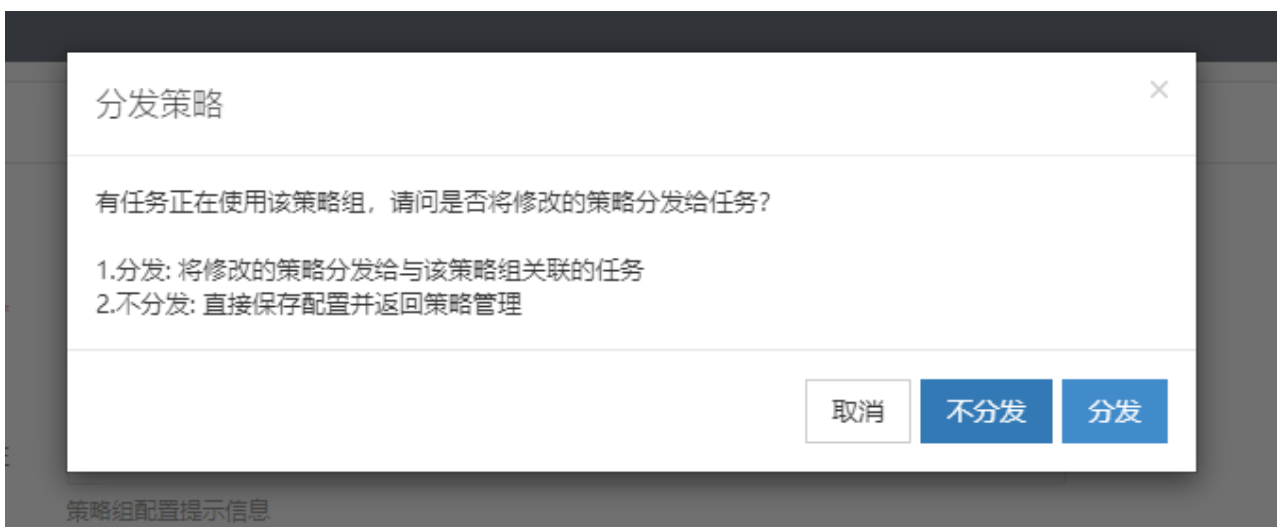 分发策略
×
有任务正在使用该策略组，请问是否将修改的策略分发给任务？
1.分发: 将修改的策略分发给与该策略组关联的任务
2.不分发: 直接保存配置并返回策略管理
取消
不分发
分发
策略组配置提示信息